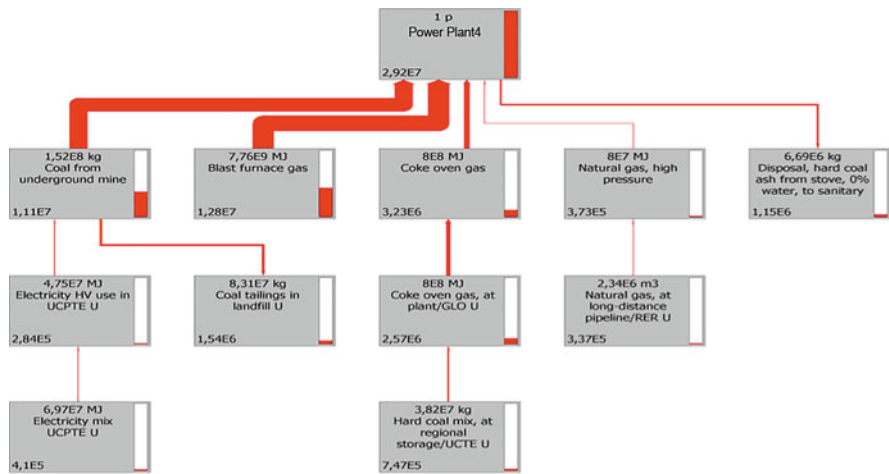 1 p
Power Plant4
2,92E7
1,52E8 kg
Coal from
underground mine
1,11E7
7,76E9 MJ
Blast furnace gas
1,28E7
8E8 MJ
Coke oven gas
3,23E6
8E7 MJ
Natural gas, high
pressure
3,73E5
6,69E6 kg
Disposal, hard coal
ash from stove, 0%
water, to sanitary
1,15E6
4,75E7 MJ
Electricity HV use in
UCPTE U
2,84E5
8,31E7 kg
Coal tailings in
landfill U
1,54E6
8E8 MJ
Coke oven gas, at
plant/GLO U
2,57E6
2,34E6 m3
Natural gas, at
long-distance
pipeline/RER U
3,37E5
6,97E7 MJ
Electricity mix
UCPTE U
4,1E5
3,82E7 kg
Hard coal mix, at
regional
storage/UCTE U
7,47E5